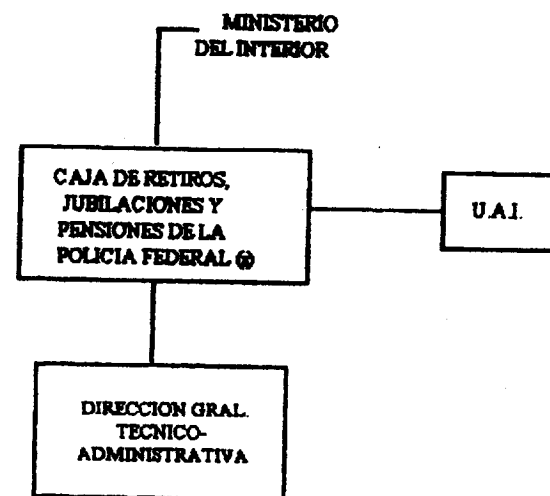 MINISTERIO
DEL INTERIOR
CAJA DE RETIROS,
JUBILACIONES Y
PENSIONES DE LA
POLICIA FEDERAL
U.A.I.
DIRECCION GRAL.
TECNICO-
ADMINISTRATIVA